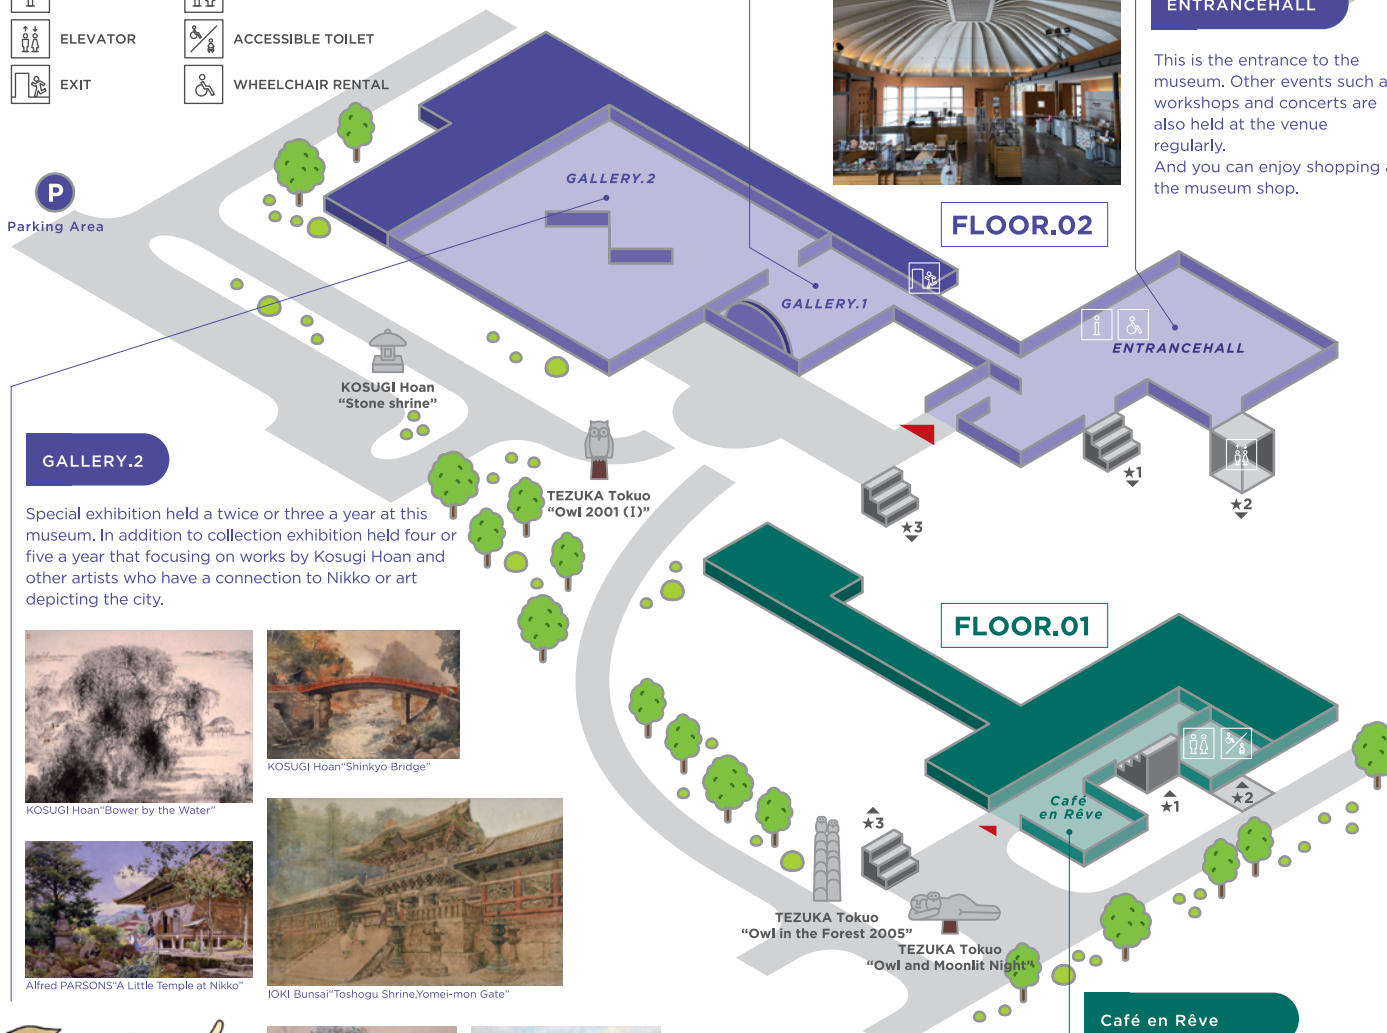 ELEVATOR
ACCESSIBLE TOILET
EXIT
WHEELCHAIR RENTAL
P
Parking Area
ENTRANCEHALL
This is the entrance to the
museum. Other events such a
workshops and concerts are
also held at the venue
regularly.
And you can enjoy shopping
the museum shop.
FLOOR.02
GALLERY.2
GALLERY.1
ENTRANCEHALL
KOSUGI Hoan
“Stone shrine”
TEZUKA Tokuo
“Owl 2001 (I)”
★1
★2
★3
GALLERY.2
Special exhibition held a twice or three a year at this
museum. In addition to collection exhibition held four or
five a year that focusing on works by Kosugi Hoan and
other artists who have a connection to Nikko or art
depicting the city.
KOSUGI Hoan“Bower by the Water”
KOSUGI Hoan“Shinkyo Bridge”
Alfred PARSONS“A Little Temple at Nikko”
IOKI Bunsai“Toshogu Shrine,Yomei-mon Gate”
FLOOR.01
Café
en Rêve
★1
★2
★3
TEZUKA Tokuo
“Owl in the Forest 2005”
TEZUKA Tokuo
“Owl and Moonlit Night”
Café en Rêve